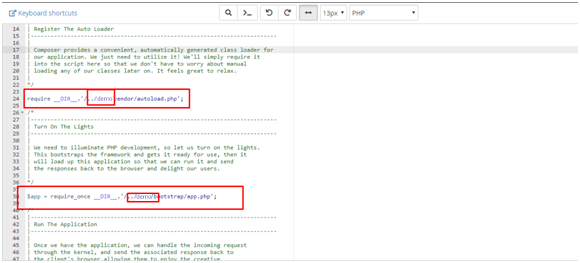 Keyboard shortcuts
13px
PHP
14 | Register The Auto Loader
15 |--------------------------------------------------------------------------
16 |
17 | Composer provides a convenient, automatically generated class loader for
18 | our application. We just need to utilize it! We'll simply require it
19 | into the script here so that we don't have to worry about manual
20 | loading any of our classes later on. It feels great to relax.
21 |
22 */
23
24 require __DIR__.'/../demo/vendor/autoload.php';
25
26 /*
27 |--------------------------------------------------------------------------
28 | Turn On The Lights
29 |--------------------------------------------------------------------------
30 |
31 | We need to illuminate PHP development, so let us turn on the lights.
32 | This bootstraps the framework and gets it ready for use, then it
33 | will load up this application so that we can run it and send
34 | the responses back to the browser and delight our users.
35 |
36 */
37
38 $app = require_once __DIR__.'/../demo/bootstrap/app.php';
39
40 /*
41 |--------------------------------------------------------------------------
42 | Run The Application
43 |--------------------------------------------------------------------------
44 |
45 | Once we have the application, we can handle the incoming request
46 | through the kernel, and send the associated response back to
47 | the client's browser allowing them to enjoy the creative